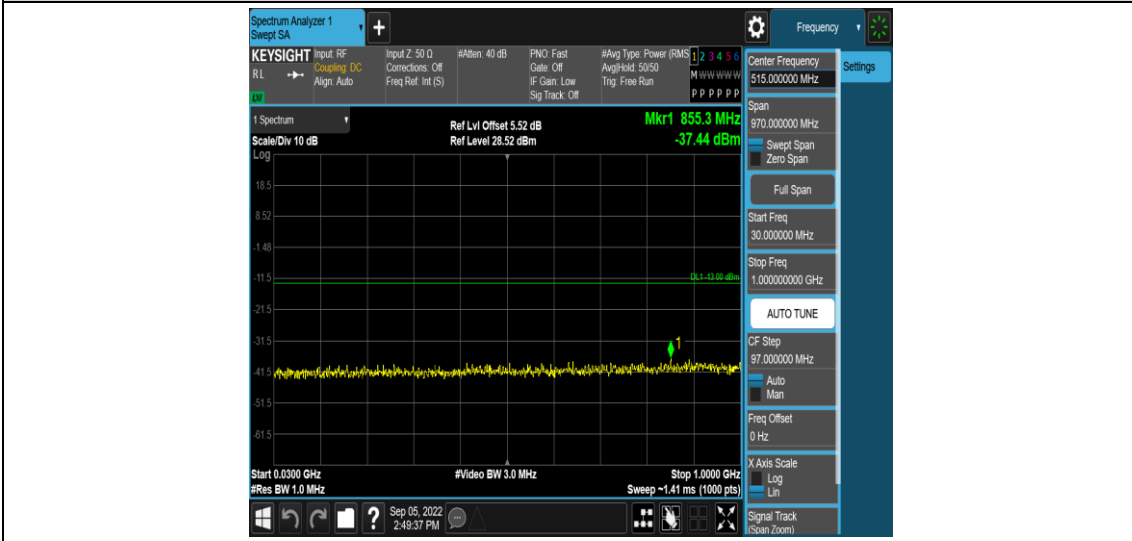 Spectrum Analyzer 1
Swept SA
Frequency
KEYSIGHT
RL
Input: RF
Coupling: DC
Align: Auto
Input Z: 50 Ω
Corrections: Off
Freq Ref: Int (S)
#Atten: 40 dB
PNO: Fast
Gate: Off
IF Gain: Low
Sig Track: Off
#Avg Type: Power (RMS
Avg|Hold: 50/50
Trig: Free Run
1 2 3 4 5 6
M W W W W W
P P P P P P
1 Spectrum
Scale/Div 10 dB
Log
Ref Lvl Offset 5.52 dB
Ref Level 28.52 dBm
Mkr1 855.3 MHz
-37.44 dBm
18.5
8.52
-1.48
-11.5
DL1 -13.00 dBm
-21.5
-31.5
1
-41.5
-51.5
-61.5
Start 0.0300 GHz
#Res BW 1.0 MHz
#Video BW 3.0 MHz
Stop 1.0000 GHz
Sweep ~1.41 ms (1000 pts)
Sep 05, 2022
2:49:37 PM
Center Frequency
515.000000 MHz
Settings
Span
970.000000 MHz
Swept Span
Zero Span
Full Span
Start Freq
30.000000 MHz
Stop Freq
1.000000000 GHz
AUTO TUNE
CF Step
97.000000 MHz
Auto
Man
Freq Offset
0 Hz
X Axis Scale
Log
Lin
Signal Track
(Span Zoom)